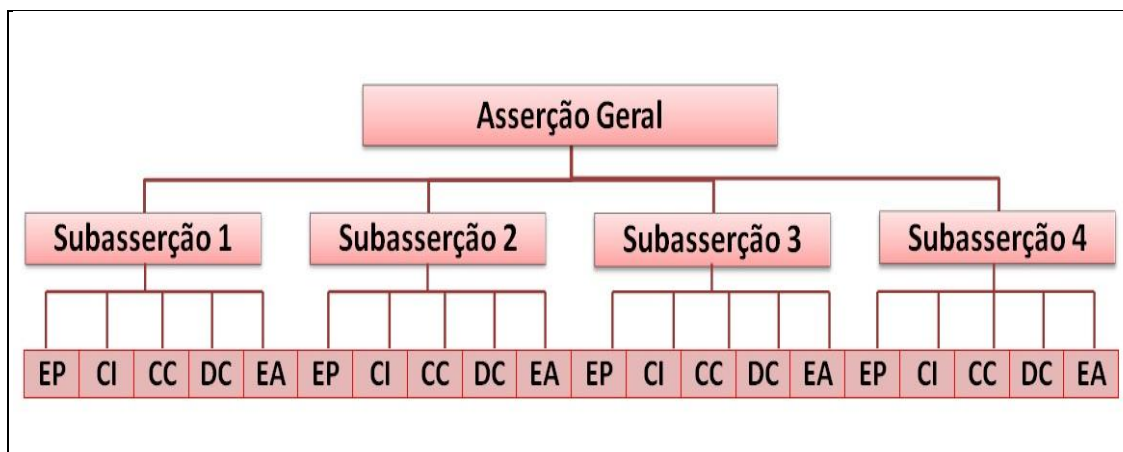 Asserção Geral
Subasserção 1 Subasserção 2 Subasserção 3 Subasserção 4
EP CI CC DC EA EP CI CC DC EA EP CI CC DC EA EP CI CC DC EA